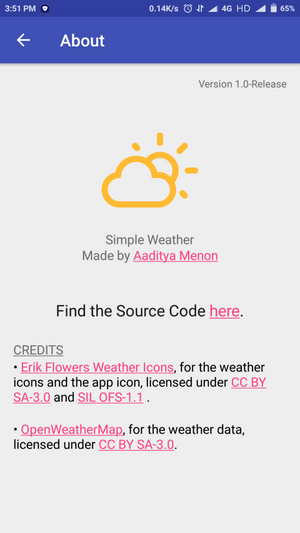 3:51 PM 0.14K/s 4G HD 65%
About
Version 1.0-Release
Simple Weather
Made by Aaditya Menon
Find the Source Code here.
CREDITS
• Erik Flowers Weather Icons, for the weather
icons and the app icon, licensed under CC BY
SA-3.0 and SIL OFS-1.1 .
• OpenWeatherMap, for the weather data,
licensed under CC BY SA-3.0.